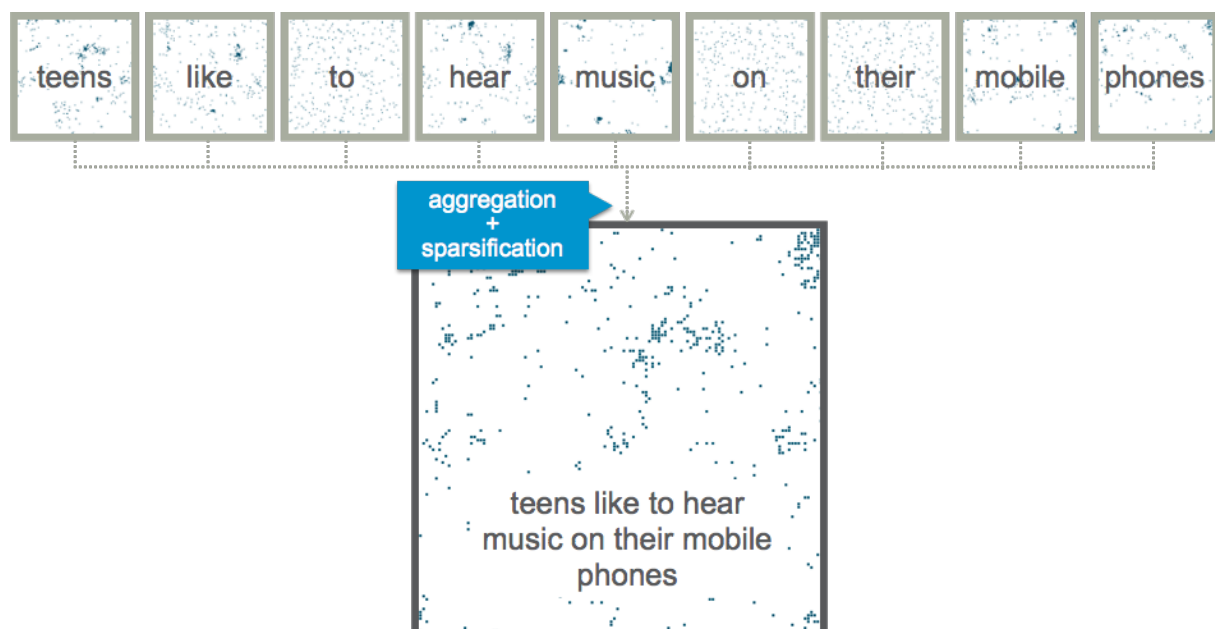 teens like to hear music on their mobile phones
aggregation
+
sparsification
teens like to hear
music on their mobile
phones